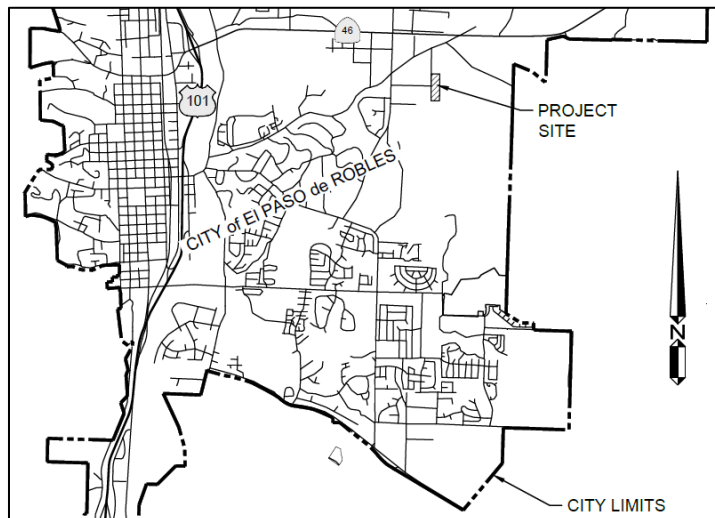 46
101
PROJECT
SITE
CITY of El PASO de ROBLES
N
CITY LIMITS